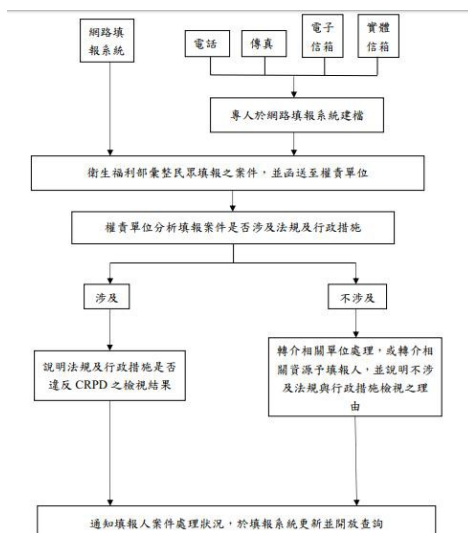 網路填
報系統
電話
傳真
電子
信箱
實體
信箱
專人於網路填報系統建檔
衛生福利部彙整民眾填報之案件，並函送至權責單位
權責單位分析填報案件是否涉及法規及行政措施
涉及
不涉及
說明法規及行政措施是否
違反 CRPD 之檢視結果
轉介相關單位處理，或轉介相
關資源予填報人，並說明不涉
及法規與行政措施檢視之理
由
通知填報人案件處理狀況，於填報系統更新並開放查詢